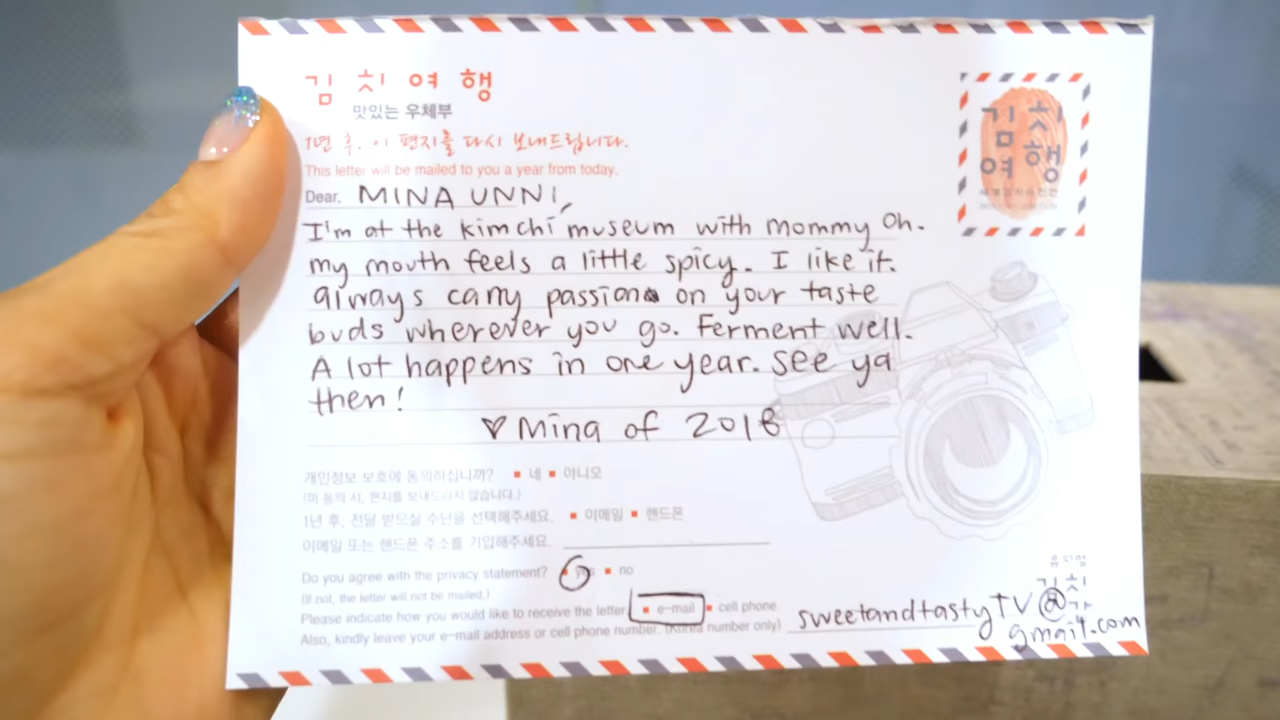 김치여행
맛있는 우체부
1년 후, 이 편지를 다시 보내드립니다.
This letter will be mailed to you a year from today.
Dear. MINA UNNI,
I'm at the kimchi museum with Mommy Oh.
my mouth feels a little spicy. I like it.
always carry passion on your taste
buds wherever you go. Ferment well.
A lot happens in one year. see ya
then!
♡ Mina of 2018
김치
여행
개인정보 보호에 동의하십니까? ▪ 네 ▪ 아니오
(미 동의 시, 편지를 보내드리지 않습니다.)
1년 후, 전달 받으실 수단을 선택해주세요. ▪ 이메일 ▪ 핸드폰
이메일 또는 핸드폰 주소를 기입해주세요.
Do you agree with the privacy statement? ▪ yes ▪ no
(If not, the letter will not be mailed.)
Please indicate how you would like to receive the letter ▪ e-mail ▪ cell phone
Also, kindly leave your e-mail address or cell phone number. (Korea number only) sweetandtastyTV@
gmail.com